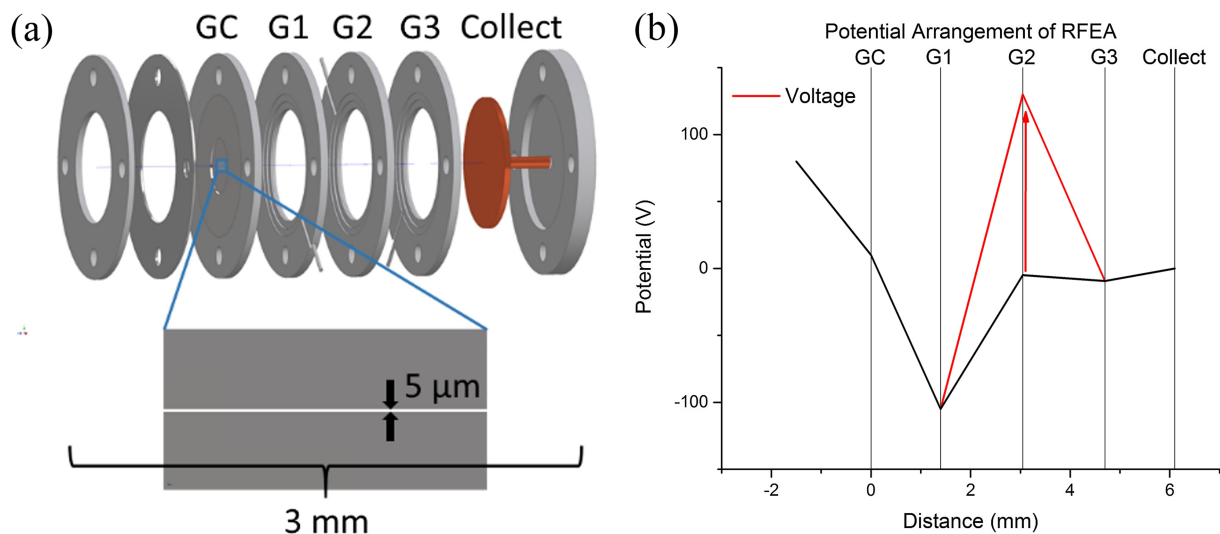 (a)
GC G1 G2 G3 Collect
5 μm
3 mm
(b)
Potential Arrangement of RFEA
GC G1 G2 G3 Collect
Voltage
100
0
-100
Potential (V)
-2 0 2 4 6
Distance (mm)